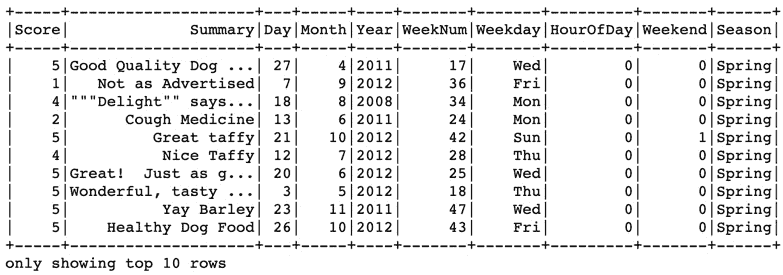 +-----+--------------------+---+-----+----+-------+-------+---------+-------+------+
|Score|             Summary|Day|Month|Year|WeekNum|Weekday|HourOfDay|Weekend|Season|
+-----+--------------------+---+-----+----+-------+-------+---------+-------+------+
|    5|Good Quality Dog ...| 27|    4|2011|     17|    Wed|        0|      0|Spring|
|    1|   Not as Advertised|  7|    9|2012|     36|    Fri|        0|      0|Spring|
|    4|"""Delight"" says...| 18|    8|2008|     34|    Mon|        0|      0|Spring|
|    2|      Cough Medicine| 13|    6|2011|     24|    Mon|        0|      0|Spring|
|    5|         Great taffy| 21|   10|2012|     42|    Sun|        0|      1|Spring|
|    4|          Nice Taffy| 12|    7|2012|     28|    Thu|        0|      0|Spring|
|    5|Great!  Just as g...| 20|    6|2012|     25|    Wed|        0|      0|Spring|
|    5|Wonderful, tasty ...|  3|    5|2012|     18|    Thu|        0|      0|Spring|
|    5|          Yay Barley| 23|   11|2011|     47|    Wed|        0|      0|Spring|
|    5|    Healthy Dog Food| 26|   10|2012|     43|    Fri|        0|      0|Spring|
+-----+--------------------+---+-----+----+-------+-------+---------+-------+------+
only showing top 10 rows